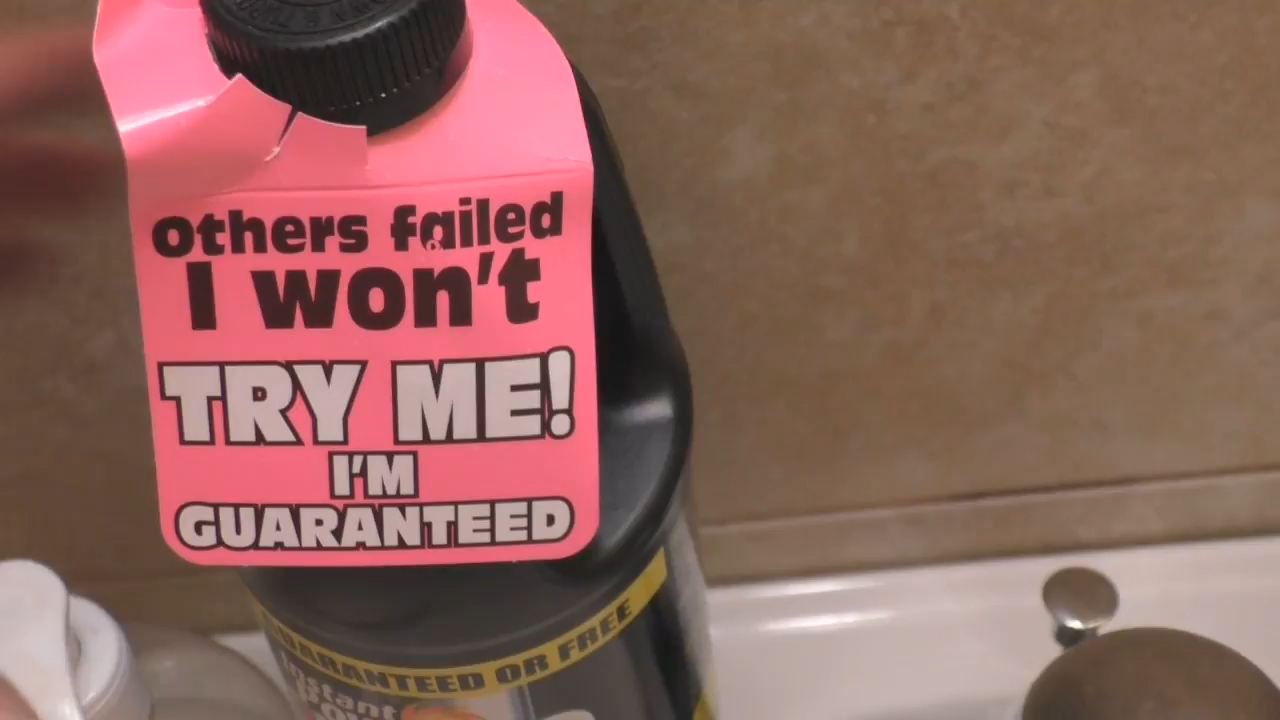 others failed
I won't
TRY ME!
I'M
GUARANTEED
GUARANTEED OR FREE
Instant